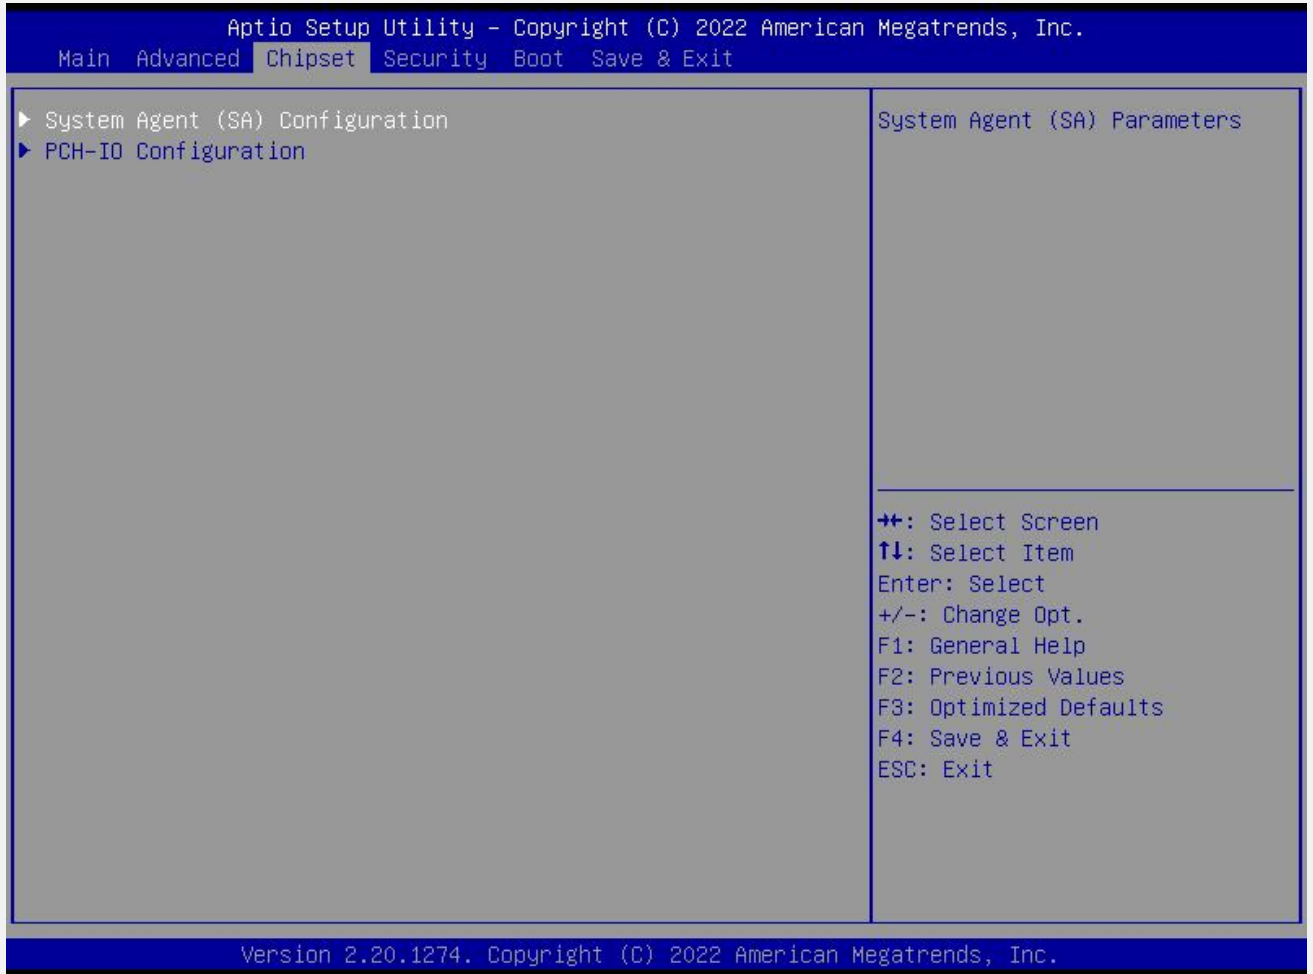 Aptio Setup Utility – Copyright (C) 2022 American Megatrends, Inc.
Main Advanced Chipset Security Boot Save & Exit
System Agent (SA) Configuration
PCH-IO Configuration
System Agent (SA) Parameters
→←: Select Screen
↑↓: Select Item
Enter: Select
+/-: Change Opt.
F1: General Help
F2: Previous Values
F3: Optimized Defaults
F4: Save & Exit
ESC: Exit
Version 2.20.1274. Copyright (C) 2022 American Megatrends, Inc.